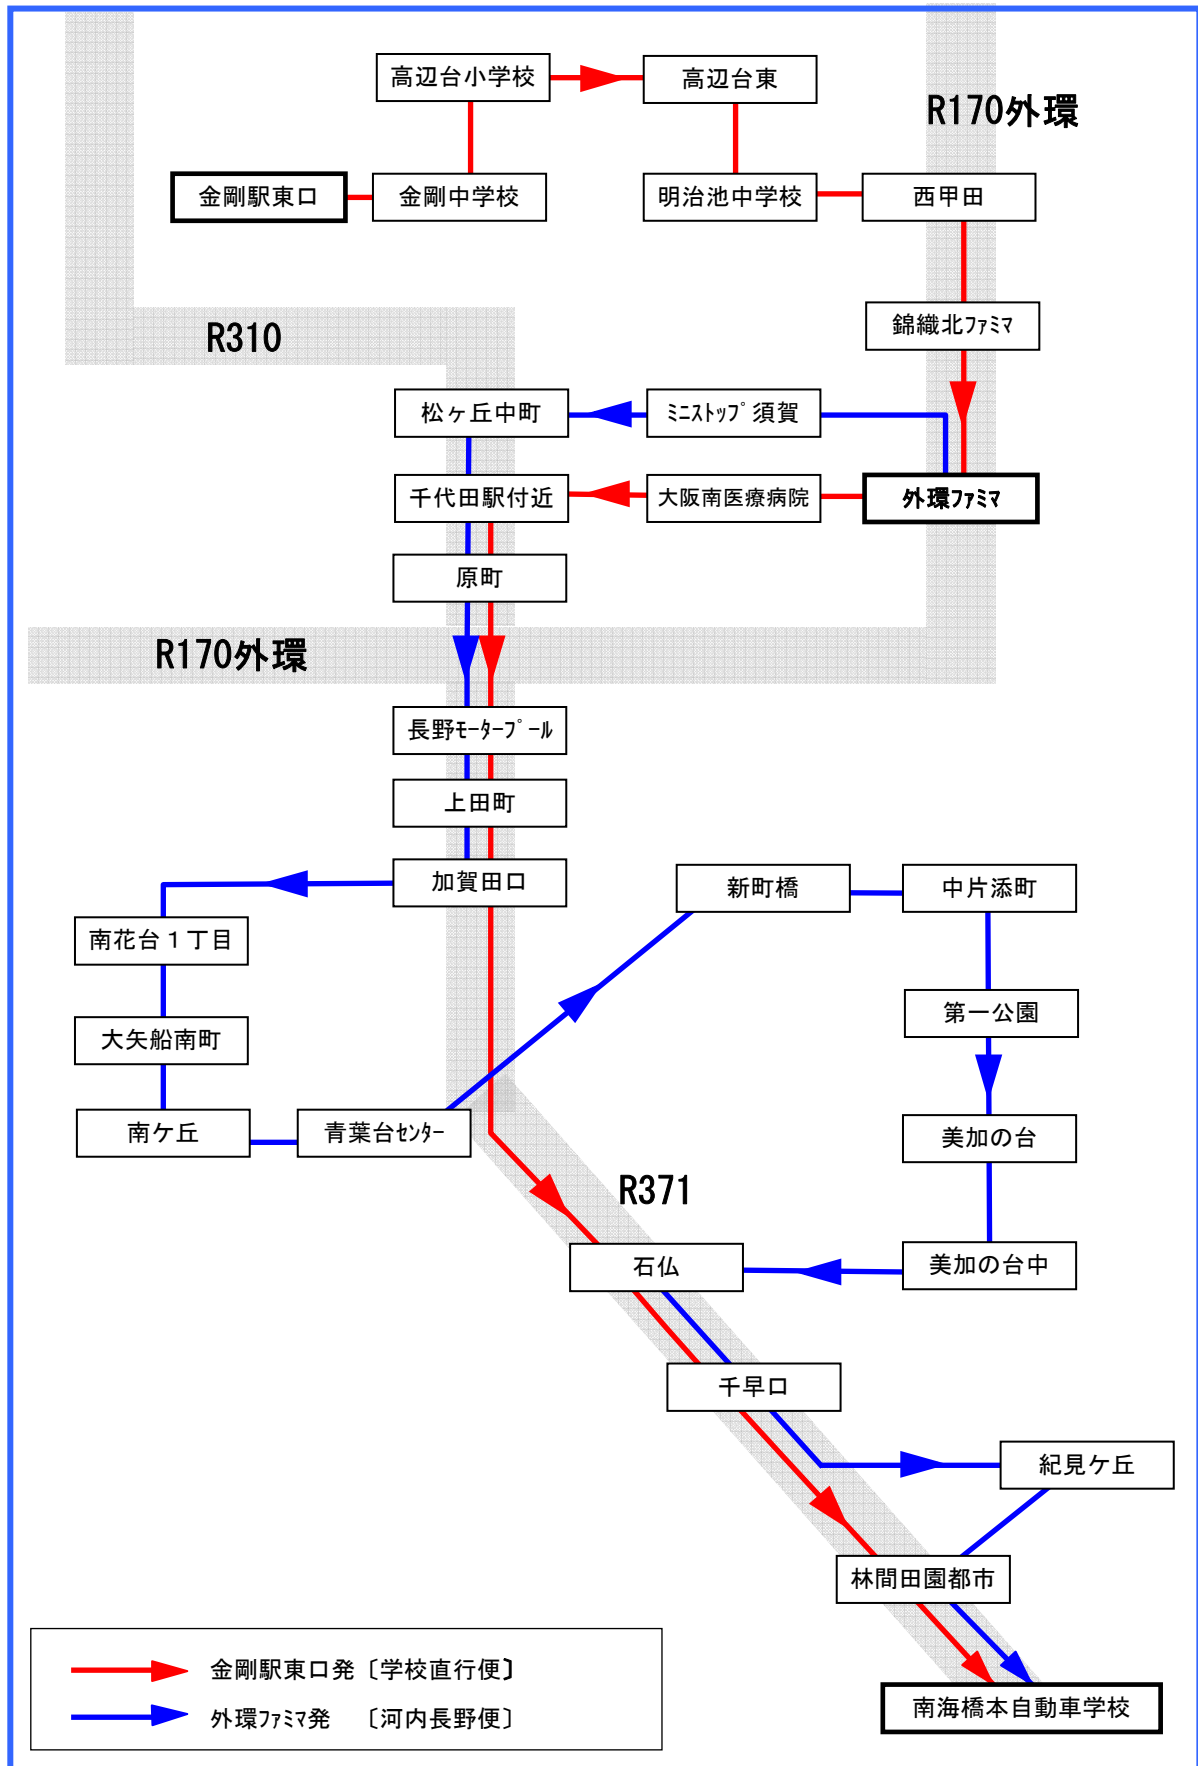 高辺台小学校
高辺台東
R170外環
金剛駅東口
金剛中学校
明治池中学校
西甲田
錦織北ﾌｧﾐﾏ
R310
松ヶ丘中町
ﾐﾆｽﾄｯﾌﾟ須賀
千代田駅付近
大阪南医療病院
外環ﾌｧﾐﾏ
原町
R170外環
長野ﾓｰﾀｰﾌﾟｰﾙ
上田町
加賀田口
新町橋
中片添町
南花台１丁目
第一公園
大矢船南町
南ケ丘
青葉台ｾﾝﾀｰ
美加の台
R371
石仏
美加の台中
千早口
紀見ケ丘
林間田園都市
金剛駅東口発〔学校直行便〕
外環ﾌｧﾐﾏ発　〔河内長野便〕
南海橋本自動車学校